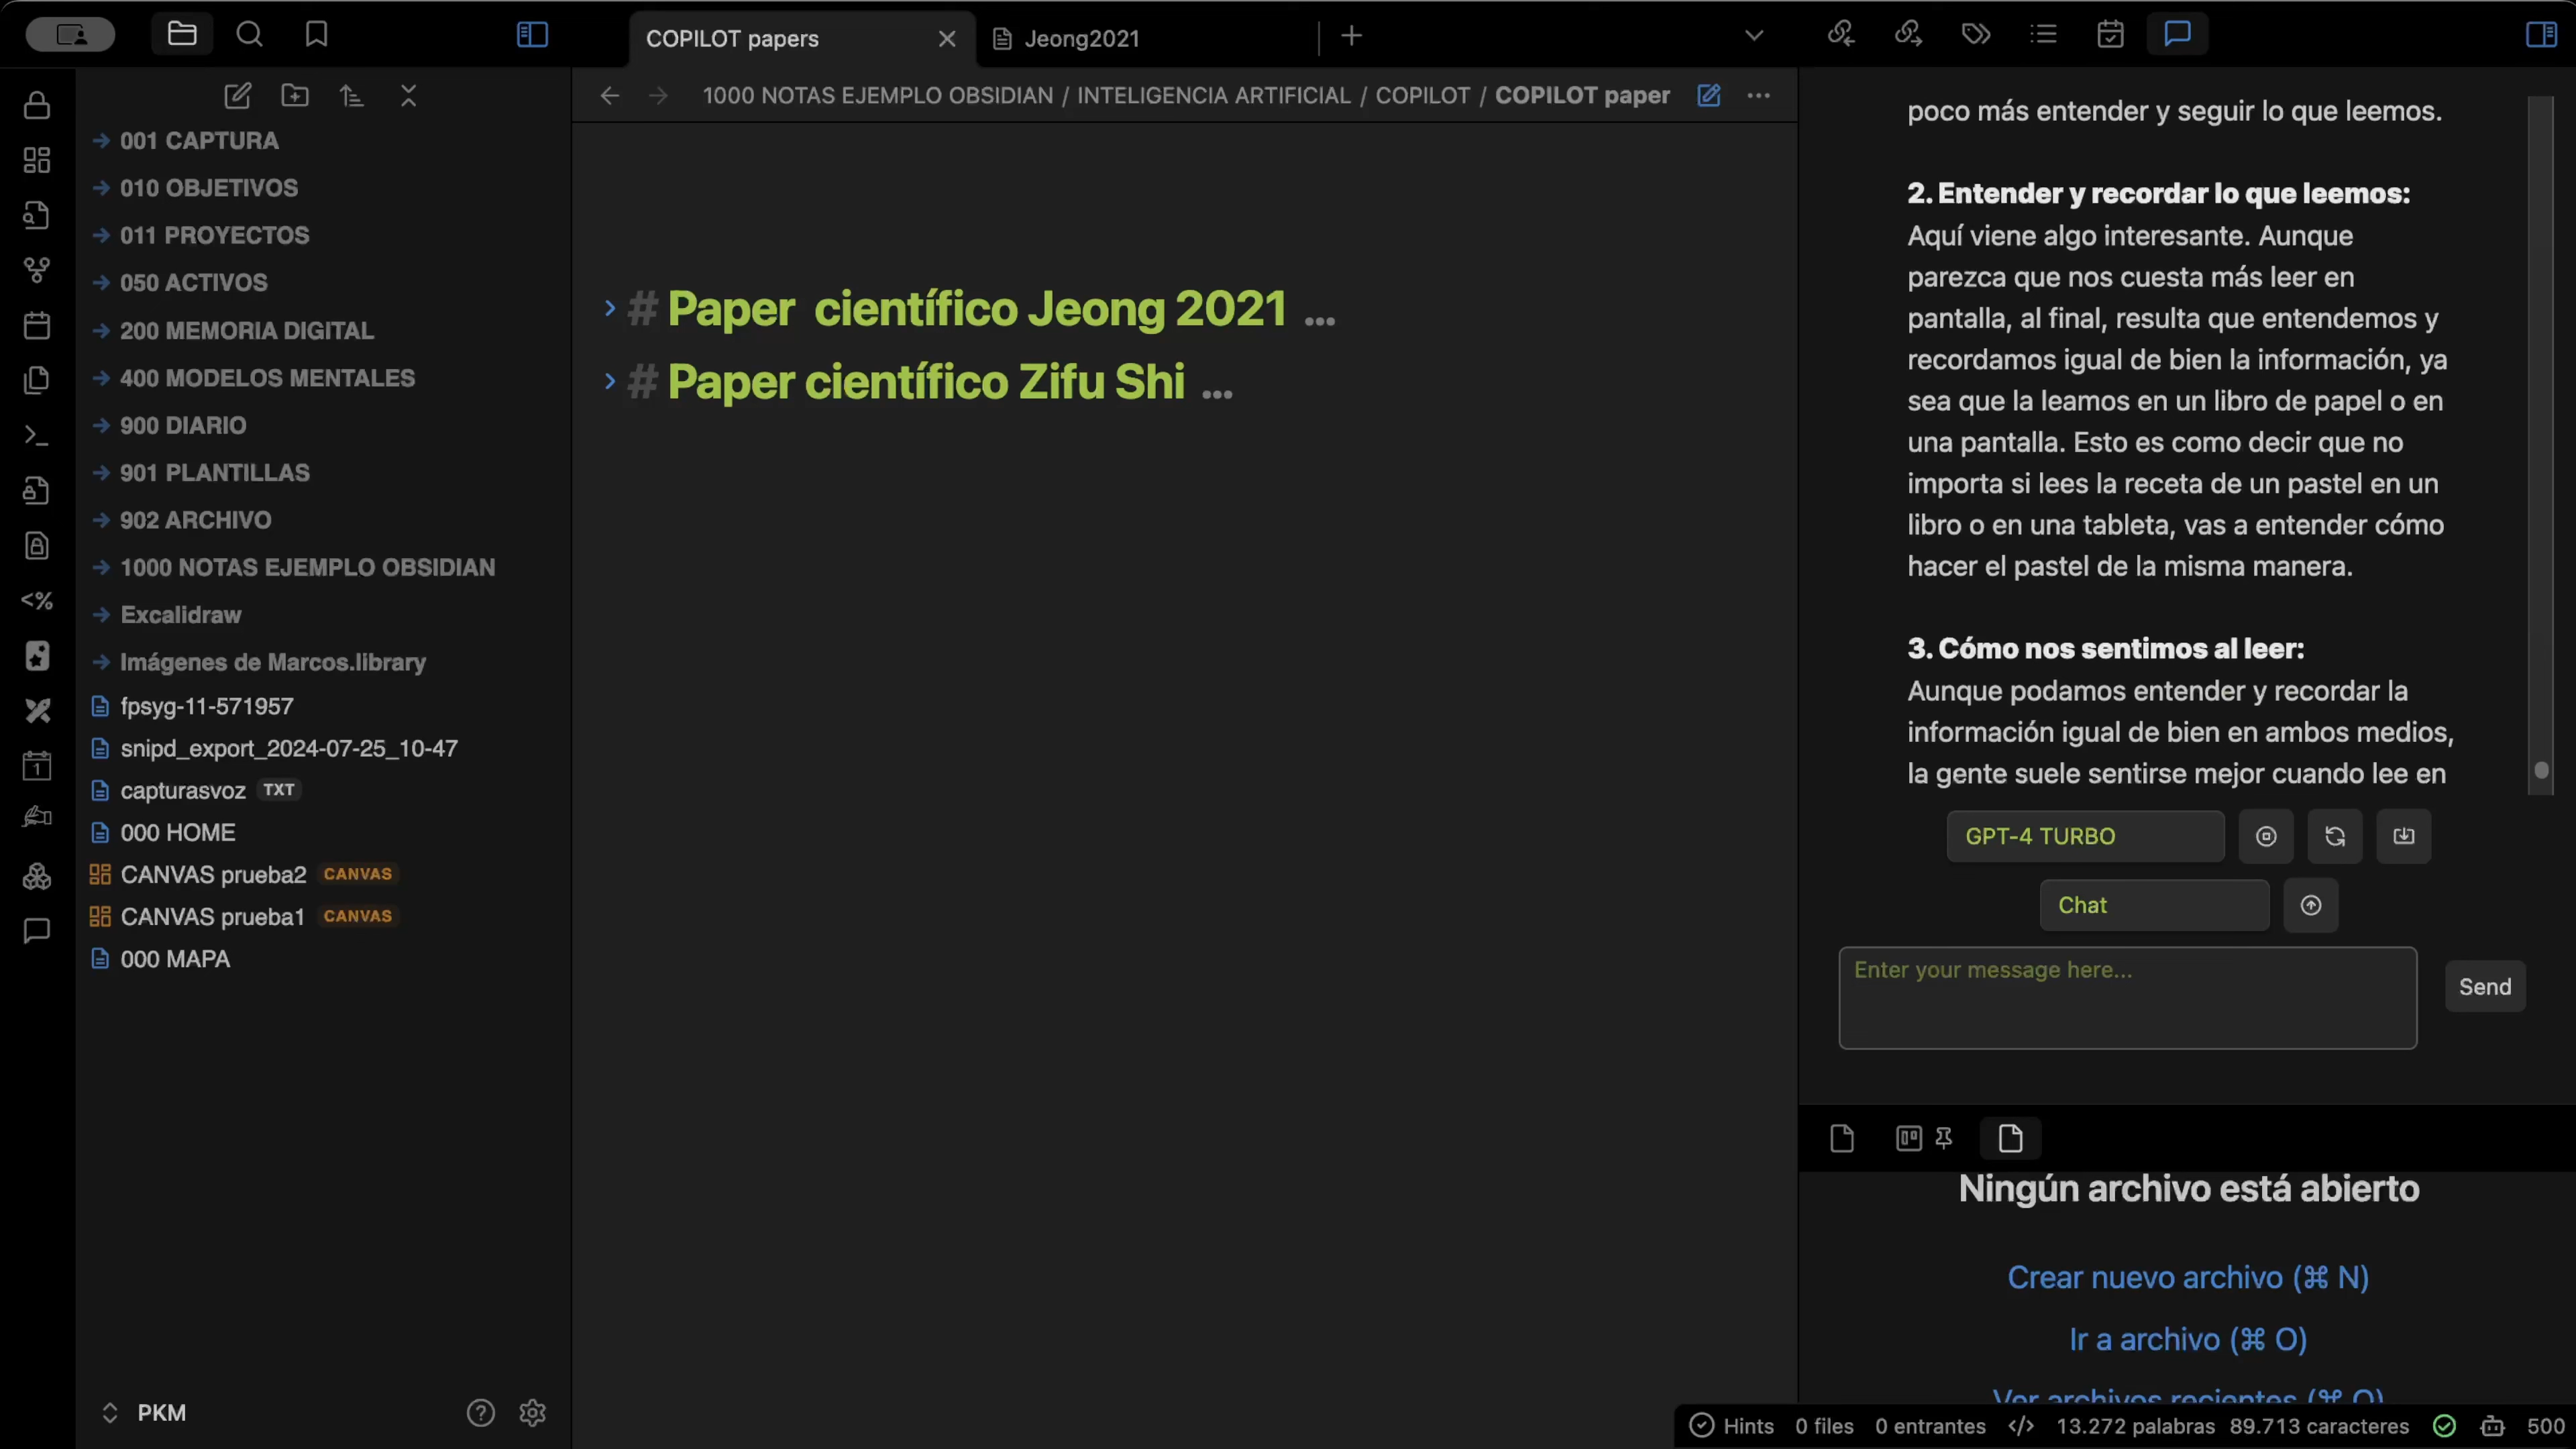 COPILOT papers
Jeong2021
1000 NOTAS EJEMPLO OBSIDIAN / INTELIGENCIA ARTIFICIAL / COPILOT / COPILOT paper
001 CAPTURA
010 OBJETIVOS
011 PROYECTOS
050 ACTIVOS
200 MEMORIA DIGITAL
400 MODELOS MENTALES
900 DIARIO
901 PLANTILLAS
902 ARCHIVO
1000 NOTAS EJEMPLO OBSIDIAN
Excalidraw
Imágenes de Marcos.library
fpsyg-11-571957
snipd_export_2024-07-25_10-47
capturasvoz TXT
000 HOME
CANVAS prueba2 CANVAS
CANVAS prueba1 CANVAS
000 MAPA
PKM
# Paper científico Jeong 2021 ...
# Paper científico Zifu Shi ...
poco más entender y seguir lo que leemos.
2. Entender y recordar lo que leemos:
Aquí viene algo interesante. Aunque
parezca que nos cuesta más leer en
pantalla, al final, resulta que entendemos y
recordamos igual de bien la información, ya
sea que la leamos en un libro de papel o en
una pantalla. Esto es como decir que no
importa si lees la receta de un pastel en un
libro o en una tableta, vas a entender cómo
hacer el pastel de la misma manera.
3. Cómo nos sentimos al leer:
Aunque podamos entender y recordar la
información igual de bien en ambos medios,
la gente suele sentirse mejor cuando lee en
GPT-4 TURBO
Chat
Enter your message here...
Send
Ningún archivo está abierto
Crear nuevo archivo (⌘ N)
Ir a archivo (⌘ O)
Ver archivos recientes (⌘ O)
Hints 0 files 0 entrantes </> 13.272 palabras 89.713 caracteres 500